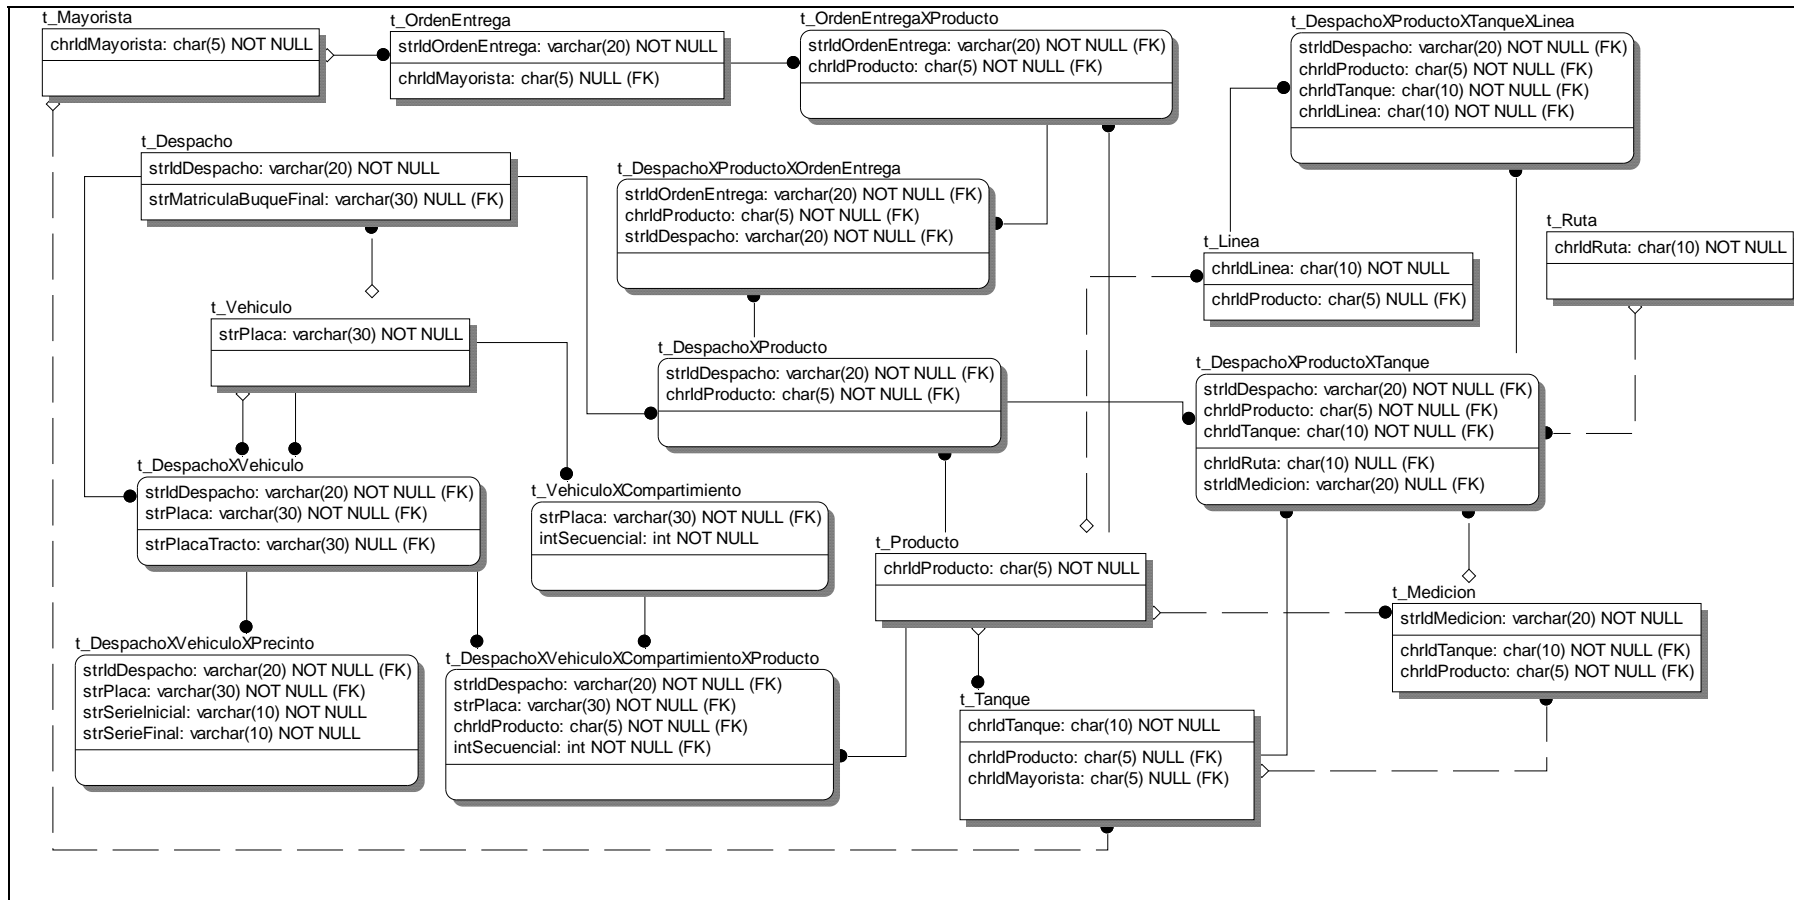 t_Mayorista
chrIdMayorista: char(5) NOT NULL
t_OrdenEntrega
strIdOrdenEntrega: varchar(20) NOT NULL
chrIdMayorista: char(5) NULL (FK)
t_OrdenEntregaXProducto
strIdOrdenEntrega: varchar(20) NOT NULL (FK)
chrIdProducto: char(5) NOT NULL (FK)
t_DespachoXProductoXTanqueXLinea
strIdDespacho: varchar(20) NOT NULL (FK)
chrIdProducto: char(5) NOT NULL (FK)
chrIdTanque: char(10) NOT NULL (FK)
chrIdLinea: char(10) NOT NULL (FK)
t_Despacho
strIdDespacho: varchar(20) NOT NULL
strMatriculaBuqueFinal: varchar(30) NULL (FK)
t_DespachoXProductoXOrdenEntrega
strIdOrdenEntrega: varchar(20) NOT NULL (FK)
chrIdProducto: char(5) NOT NULL (FK)
strIdDespacho: varchar(20) NOT NULL (FK)
t_Linea
chrIdLinea: char(10) NOT NULL
chrIdProducto: char(5) NULL (FK)
t_Ruta
chrIdRuta: char(10) NOT NULL
t_Vehiculo
strPlaca: varchar(30) NOT NULL
t_DespachoXProducto
strIdDespacho: varchar(20) NOT NULL (FK)
chrIdProducto: char(5) NOT NULL (FK)
t_DespachoXProductoXTanque
strIdDespacho: varchar(20) NOT NULL (FK)
chrIdProducto: char(5) NOT NULL (FK)
chrIdTanque: char(10) NOT NULL (FK)
chrIdRuta: char(10) NULL (FK)
strIdMedicion: varchar(20) NULL (FK)
t_DespachoXVehiculo
strIdDespacho: varchar(20) NOT NULL (FK)
strPlaca: varchar(30) NOT NULL (FK)
strPlacaTracto: varchar(30) NULL (FK)
t_VehiculoXCompartimiento
strPlaca: varchar(30) NOT NULL (FK)
intSecuencial: int NOT NULL
t_Producto
chrIdProducto: char(5) NOT NULL
t_Medicion
strIdMedicion: varchar(20) NOT NULL
chrIdTanque: char(10) NOT NULL (FK)
chrIdProducto: char(5) NOT NULL (FK)
t_DespachoXVehiculoXPrecinto
strIdDespacho: varchar(20) NOT NULL (FK)
strPlaca: varchar(30) NOT NULL (FK)
strSerieInicial: varchar(10) NOT NULL
strSerieFinal: varchar(10) NOT NULL
t_DespachoXVehiculoXCompartimientoXProducto
strIdDespacho: varchar(20) NOT NULL (FK)
strPlaca: varchar(30) NOT NULL (FK)
chrIdProducto: char(5) NOT NULL (FK)
intSecuencial: int NOT NULL (FK)
t_Tanque
chrIdTanque: char(10) NOT NULL
chrIdProducto: char(5) NULL (FK)
chrIdMayorista: char(5) NULL (FK)